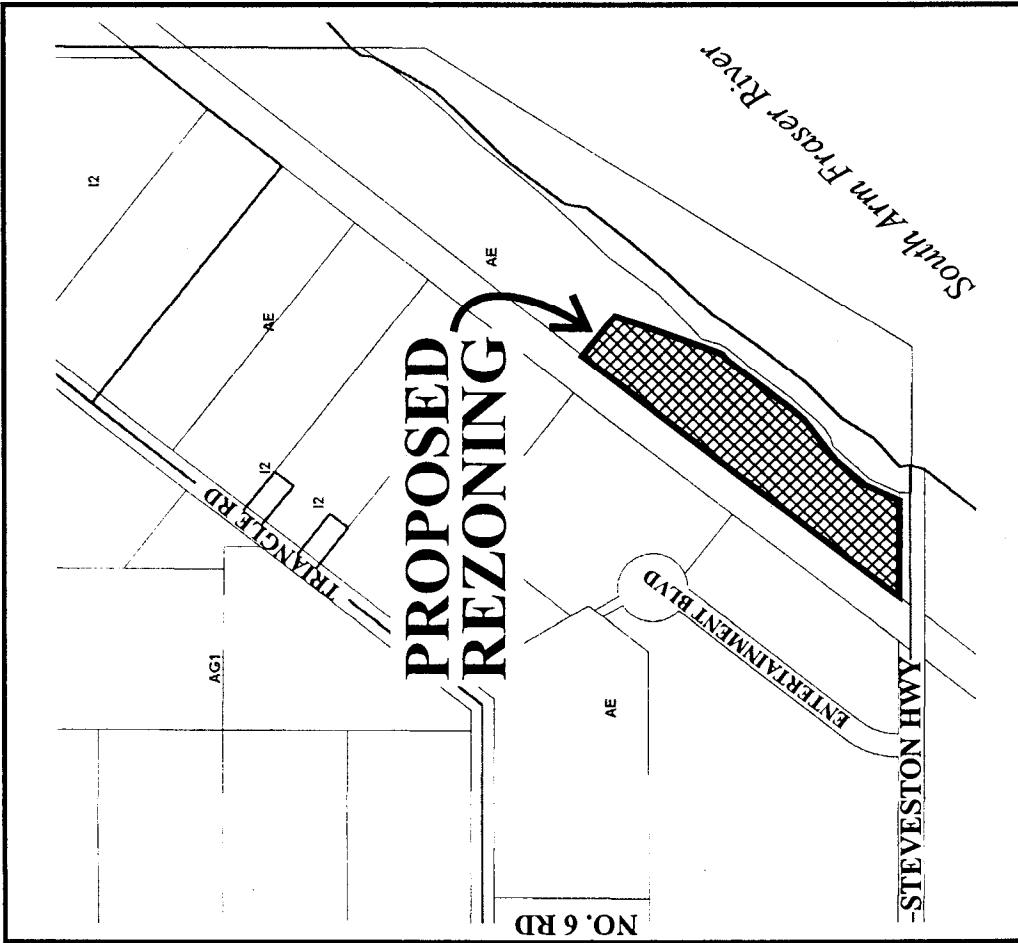 South Arm Fraser River
I2
AE
AE
PROPOSED
REZONING
I2
I2
TRIANGLE RD
AG1
ENTERTAINMENT BLVD
AE
STEVESTON HWY
NO. 6 RD